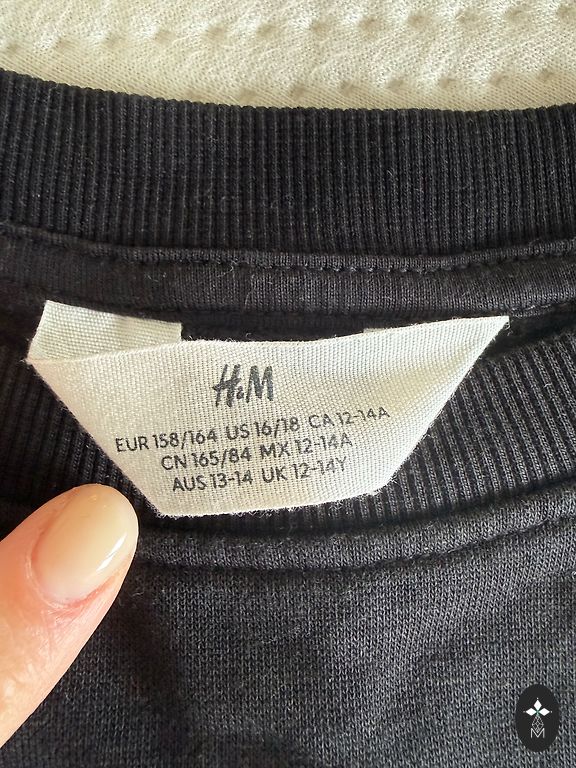 H&M
EUR 158/164 US 16/18 CA 12-14A
CN 165/84 MX 12-14A
AUS 13-14 UK 12-14Y
M